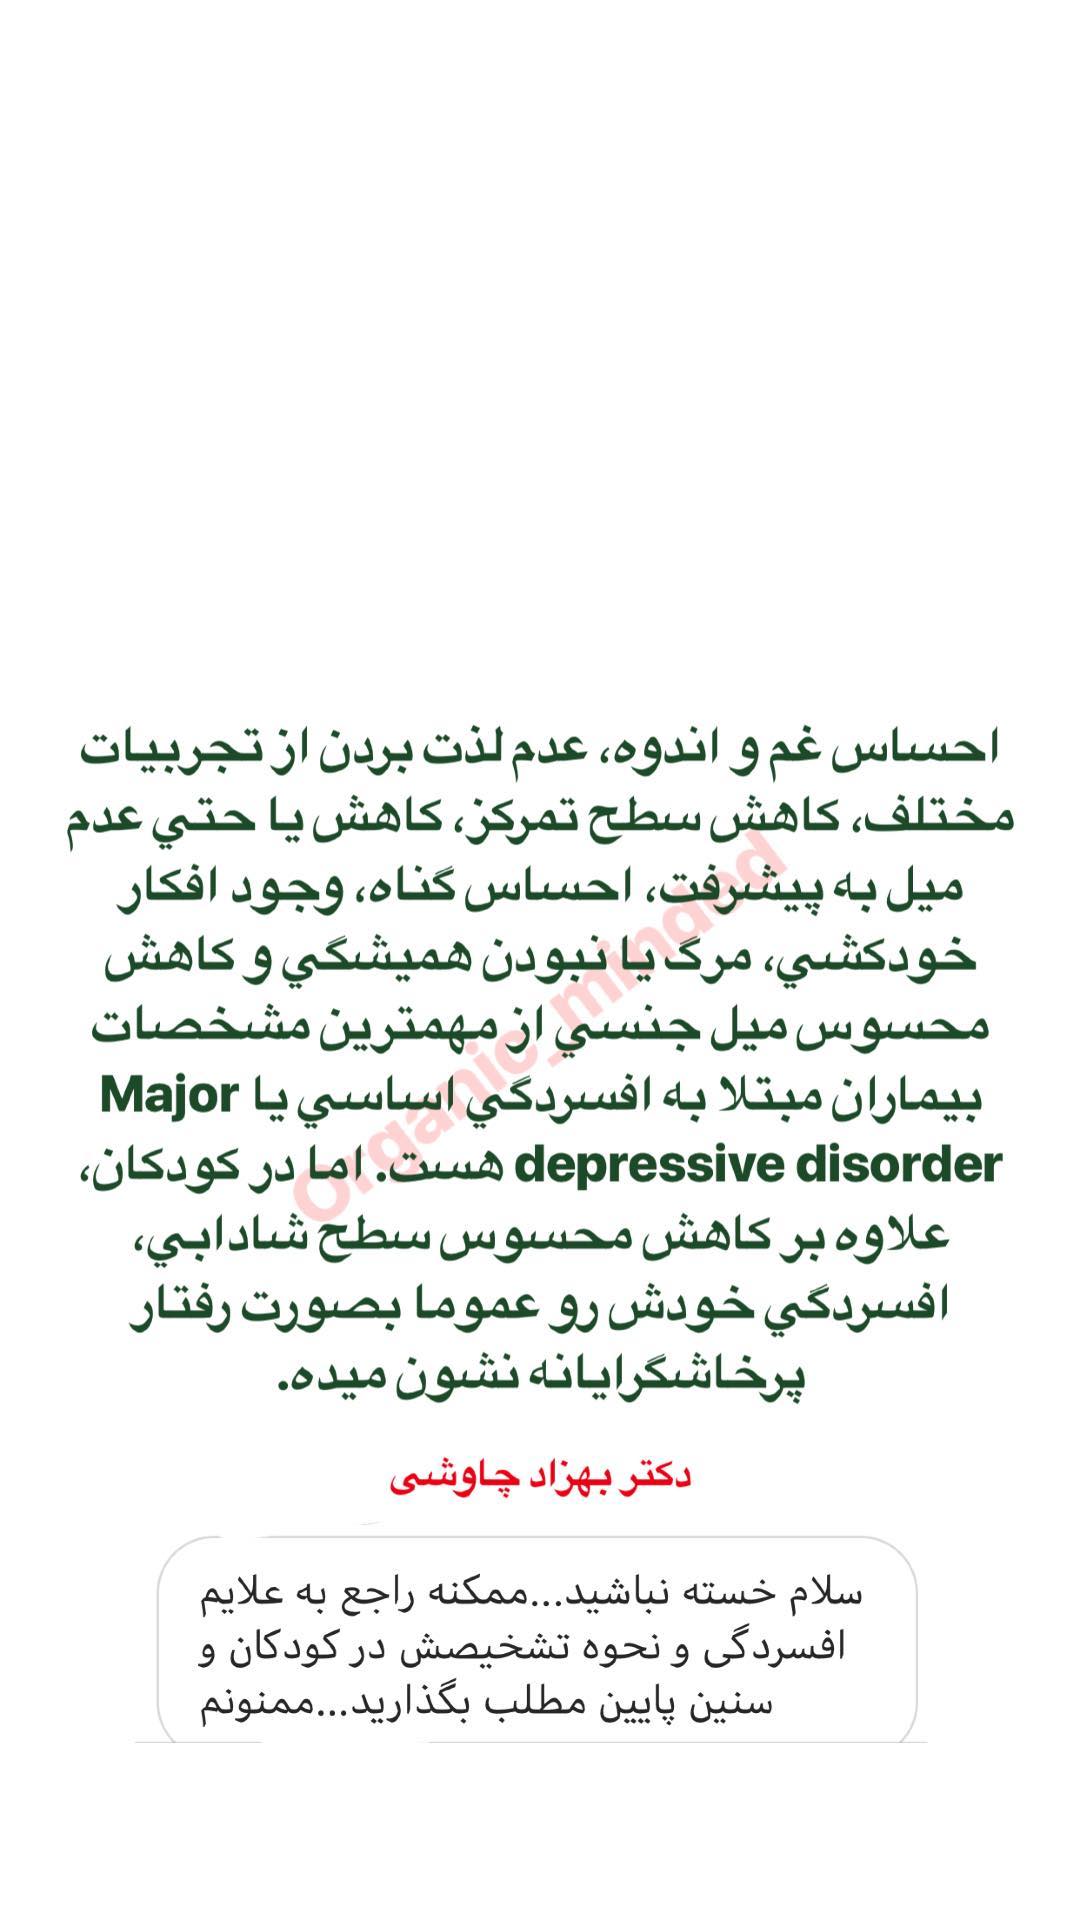 احساس غم و اندوه، عدم لذت بردن از تجربيات
مختلف، كاهش سطح تمركز، كاهش يا حتي عدم
ميل به پيشرفت، احساس گناه، وجود افكار
خودكشي، مرگ يا نبودن هميشگي و كاهش
محسوس ميل جنسي از مهمترين مشخصات
بيماران مبتلا به افسردگي اساسي يا Major
depressive disorder هست. اما در كودكان،
علاوه بر كاهش محسوس سطح شادابي،
افسردگي خودش رو عموما بصورت رفتار
پرخاشگرايانه نشون ميده.
Organic_minded
دکتر بهزاد چاوشی
سلام خسته نباشید...ممکنه راجع به علایم
افسردگی و نحوه تشخیصش در کودکان و
سنین پایین مطلب بگذارید...ممنونم